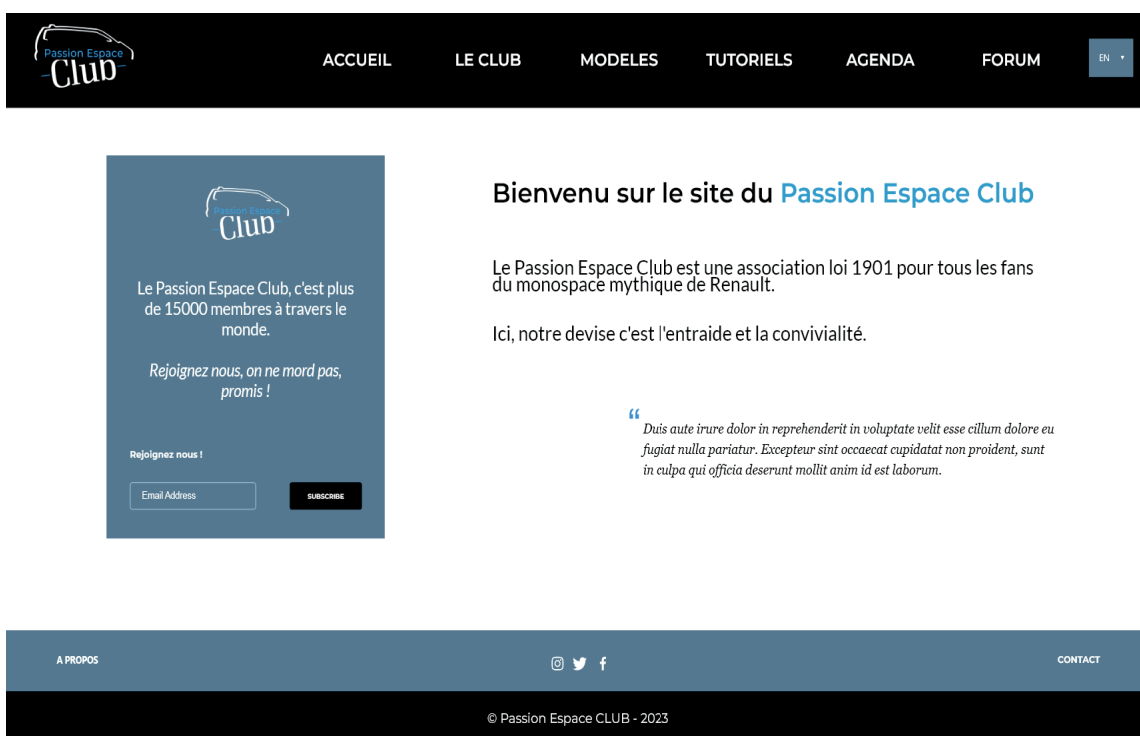 Passion Espace
Club
ACCUEIL
LE CLUB
MODELES
TUTORIELS
AGENDA
FORUM
EN
Passion Espace
Club
Le Passion Espace Club, c'est plus
de 15000 membres à travers le
monde.
Rejoignez nous, on ne mord pas,
promis !
Rejoignez nous !
Email Address
SUBSCRIBE
Bienvenu sur le site du Passion Espace Club
Le Passion Espace Club est une association loi 1901 pour tous les fans
du monospace mythique de Renault.
Ici, notre devise c'est l'entraide et la convivialité.
“
Duis aute irure dolor in reprehenderit in voluptate velit esse cillum dolore eu
fugiat nulla pariatur. Excepteur sint occaecat cupidatat non proident, sunt
in culpa qui officia deserunt mollit anim id est laborum.
A PROPOS
CONTACT
© Passion Espace CLUB - 2023